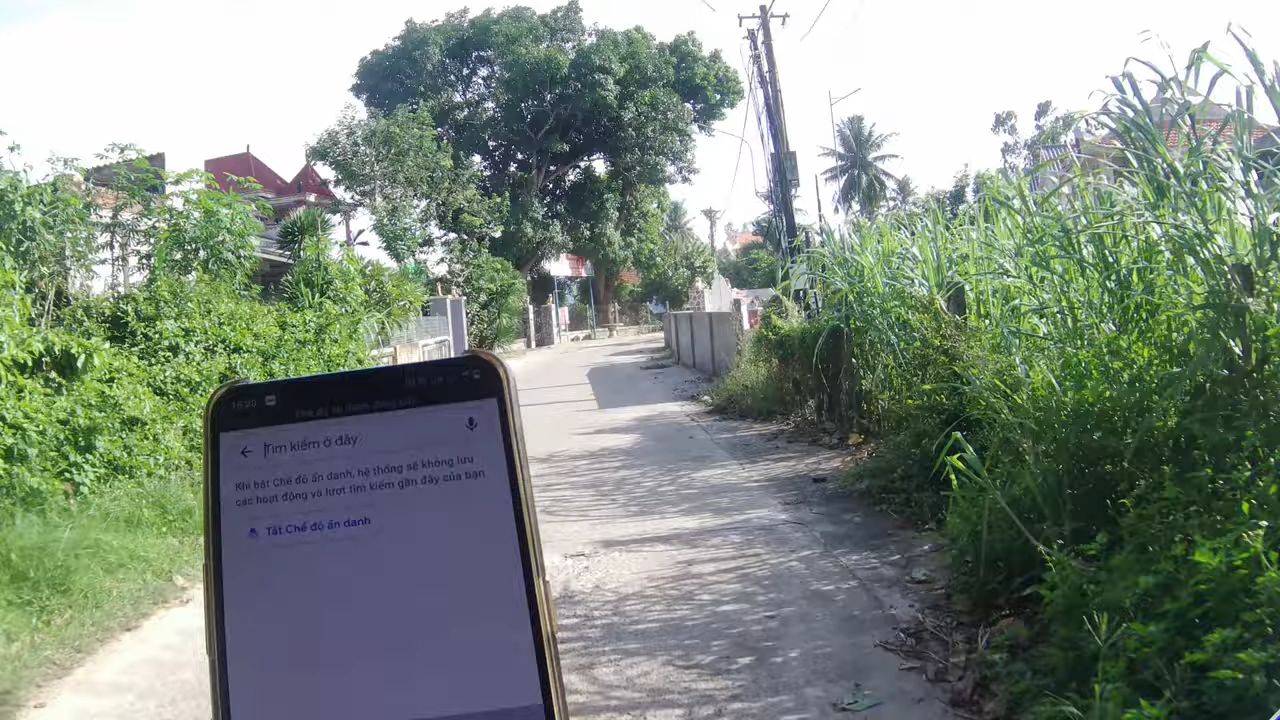 Tìm kiếm ở đây
Khi bật Chế độ ẩn danh, hệ thống sẽ không lưu
các hoạt động và lượt tìm kiếm gần đây của bạn
Tắt Chế độ ẩn danh